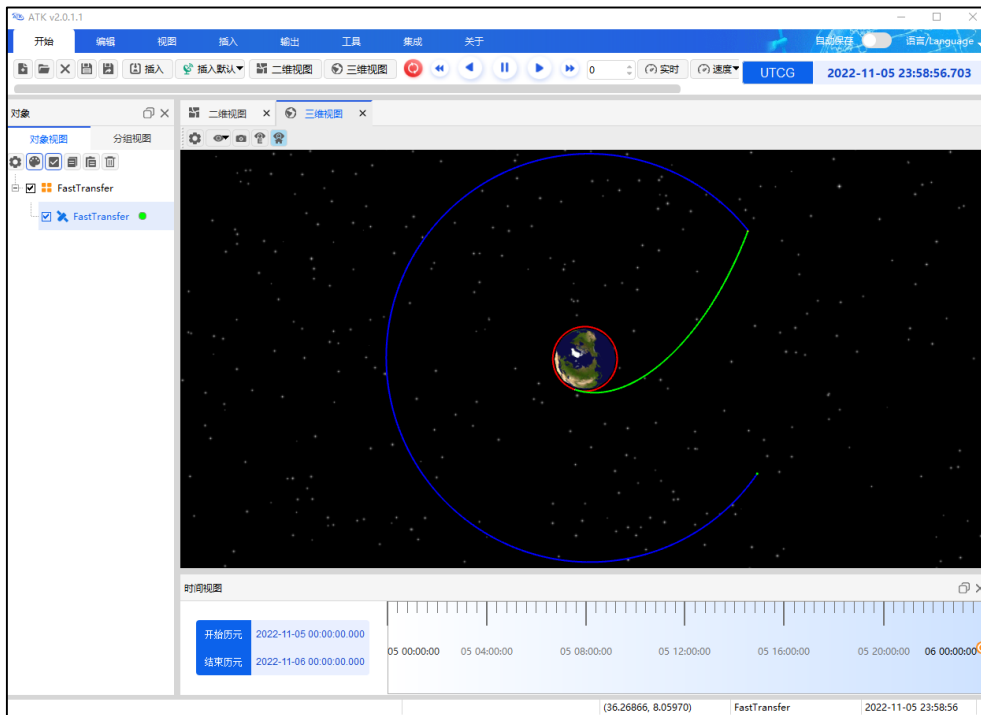 ATK v2.0.1.1
开始 编辑 视图 插入 输出 工具 集成 关于 自动保存 语言/Language
插入 插入默认 二维视图 三维视图 0 实时 速度 UTCG 2022-11-05 23:58:56.703
对象 二维视图 三维视图
对象视图 分组视图
FastTransfer
FastTransfer
时间视图
开始历元 2022-11-05 00:00:00.000
结束历元 2022-11-06 00:00:00.000
05 00:00:00 05 04:00:00 05 08:00:00 05 12:00:00 05 16:00:00 05 20:00:00 06 00:00:00
(36.26866, 8.05970) FastTransfer 2022-11-05 23:58:56